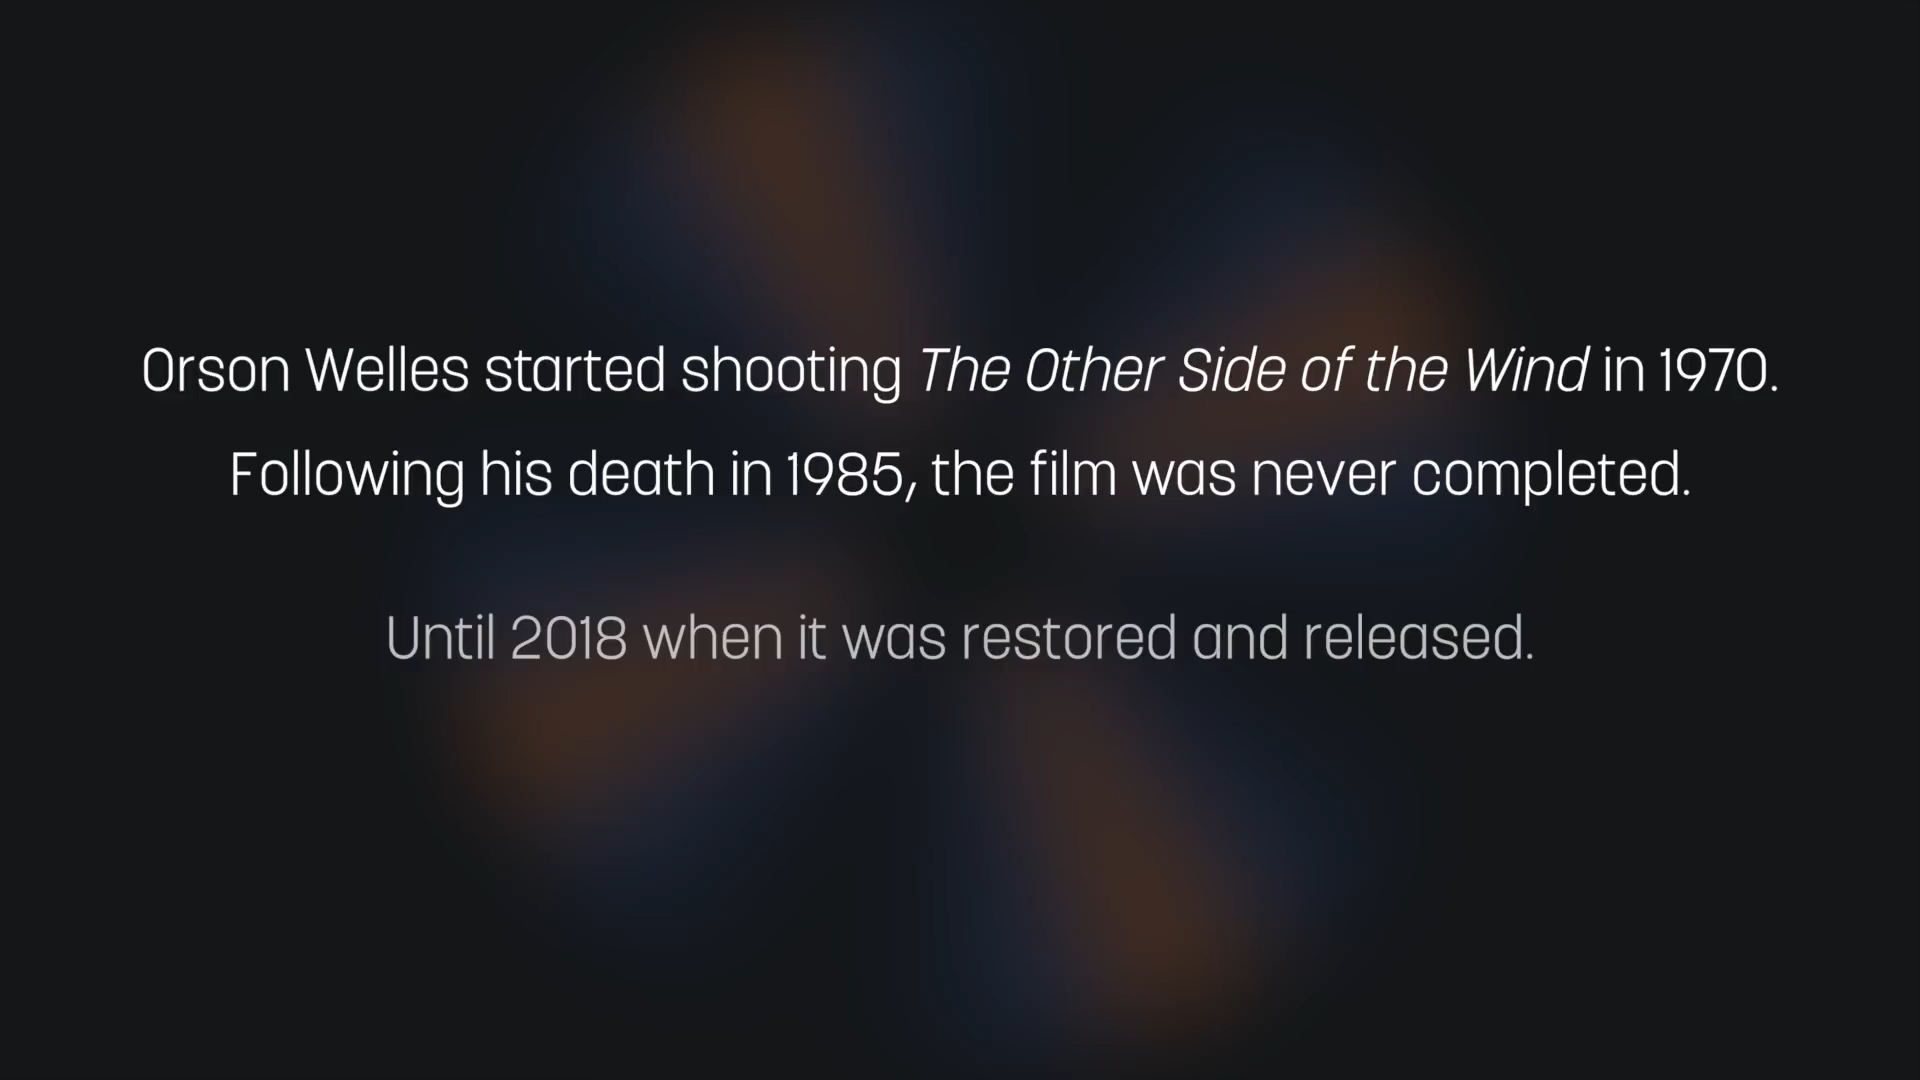 Orson Welles started shooting The Other Side of the Wind in 1970.
Following his death in 1985, the film was never completed.
Until 2018 when it was restored and released.